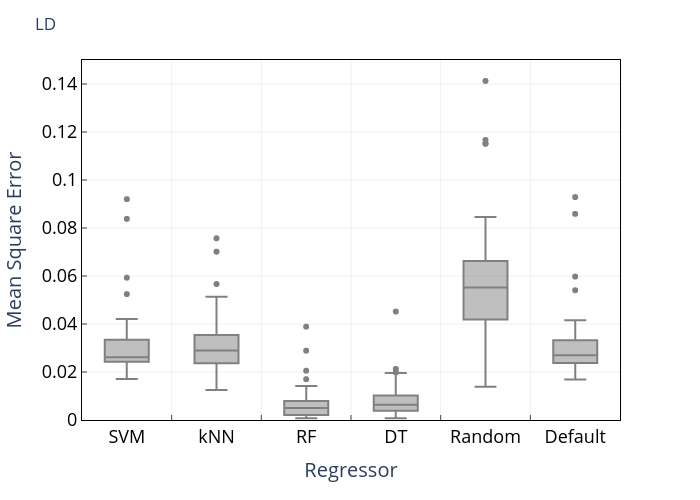 LD
0.14
0.12
0.1
0.08
0.06
0.04
0.02
0
Mean Square Error
SVM kNN RF DT Random Default
Regressor